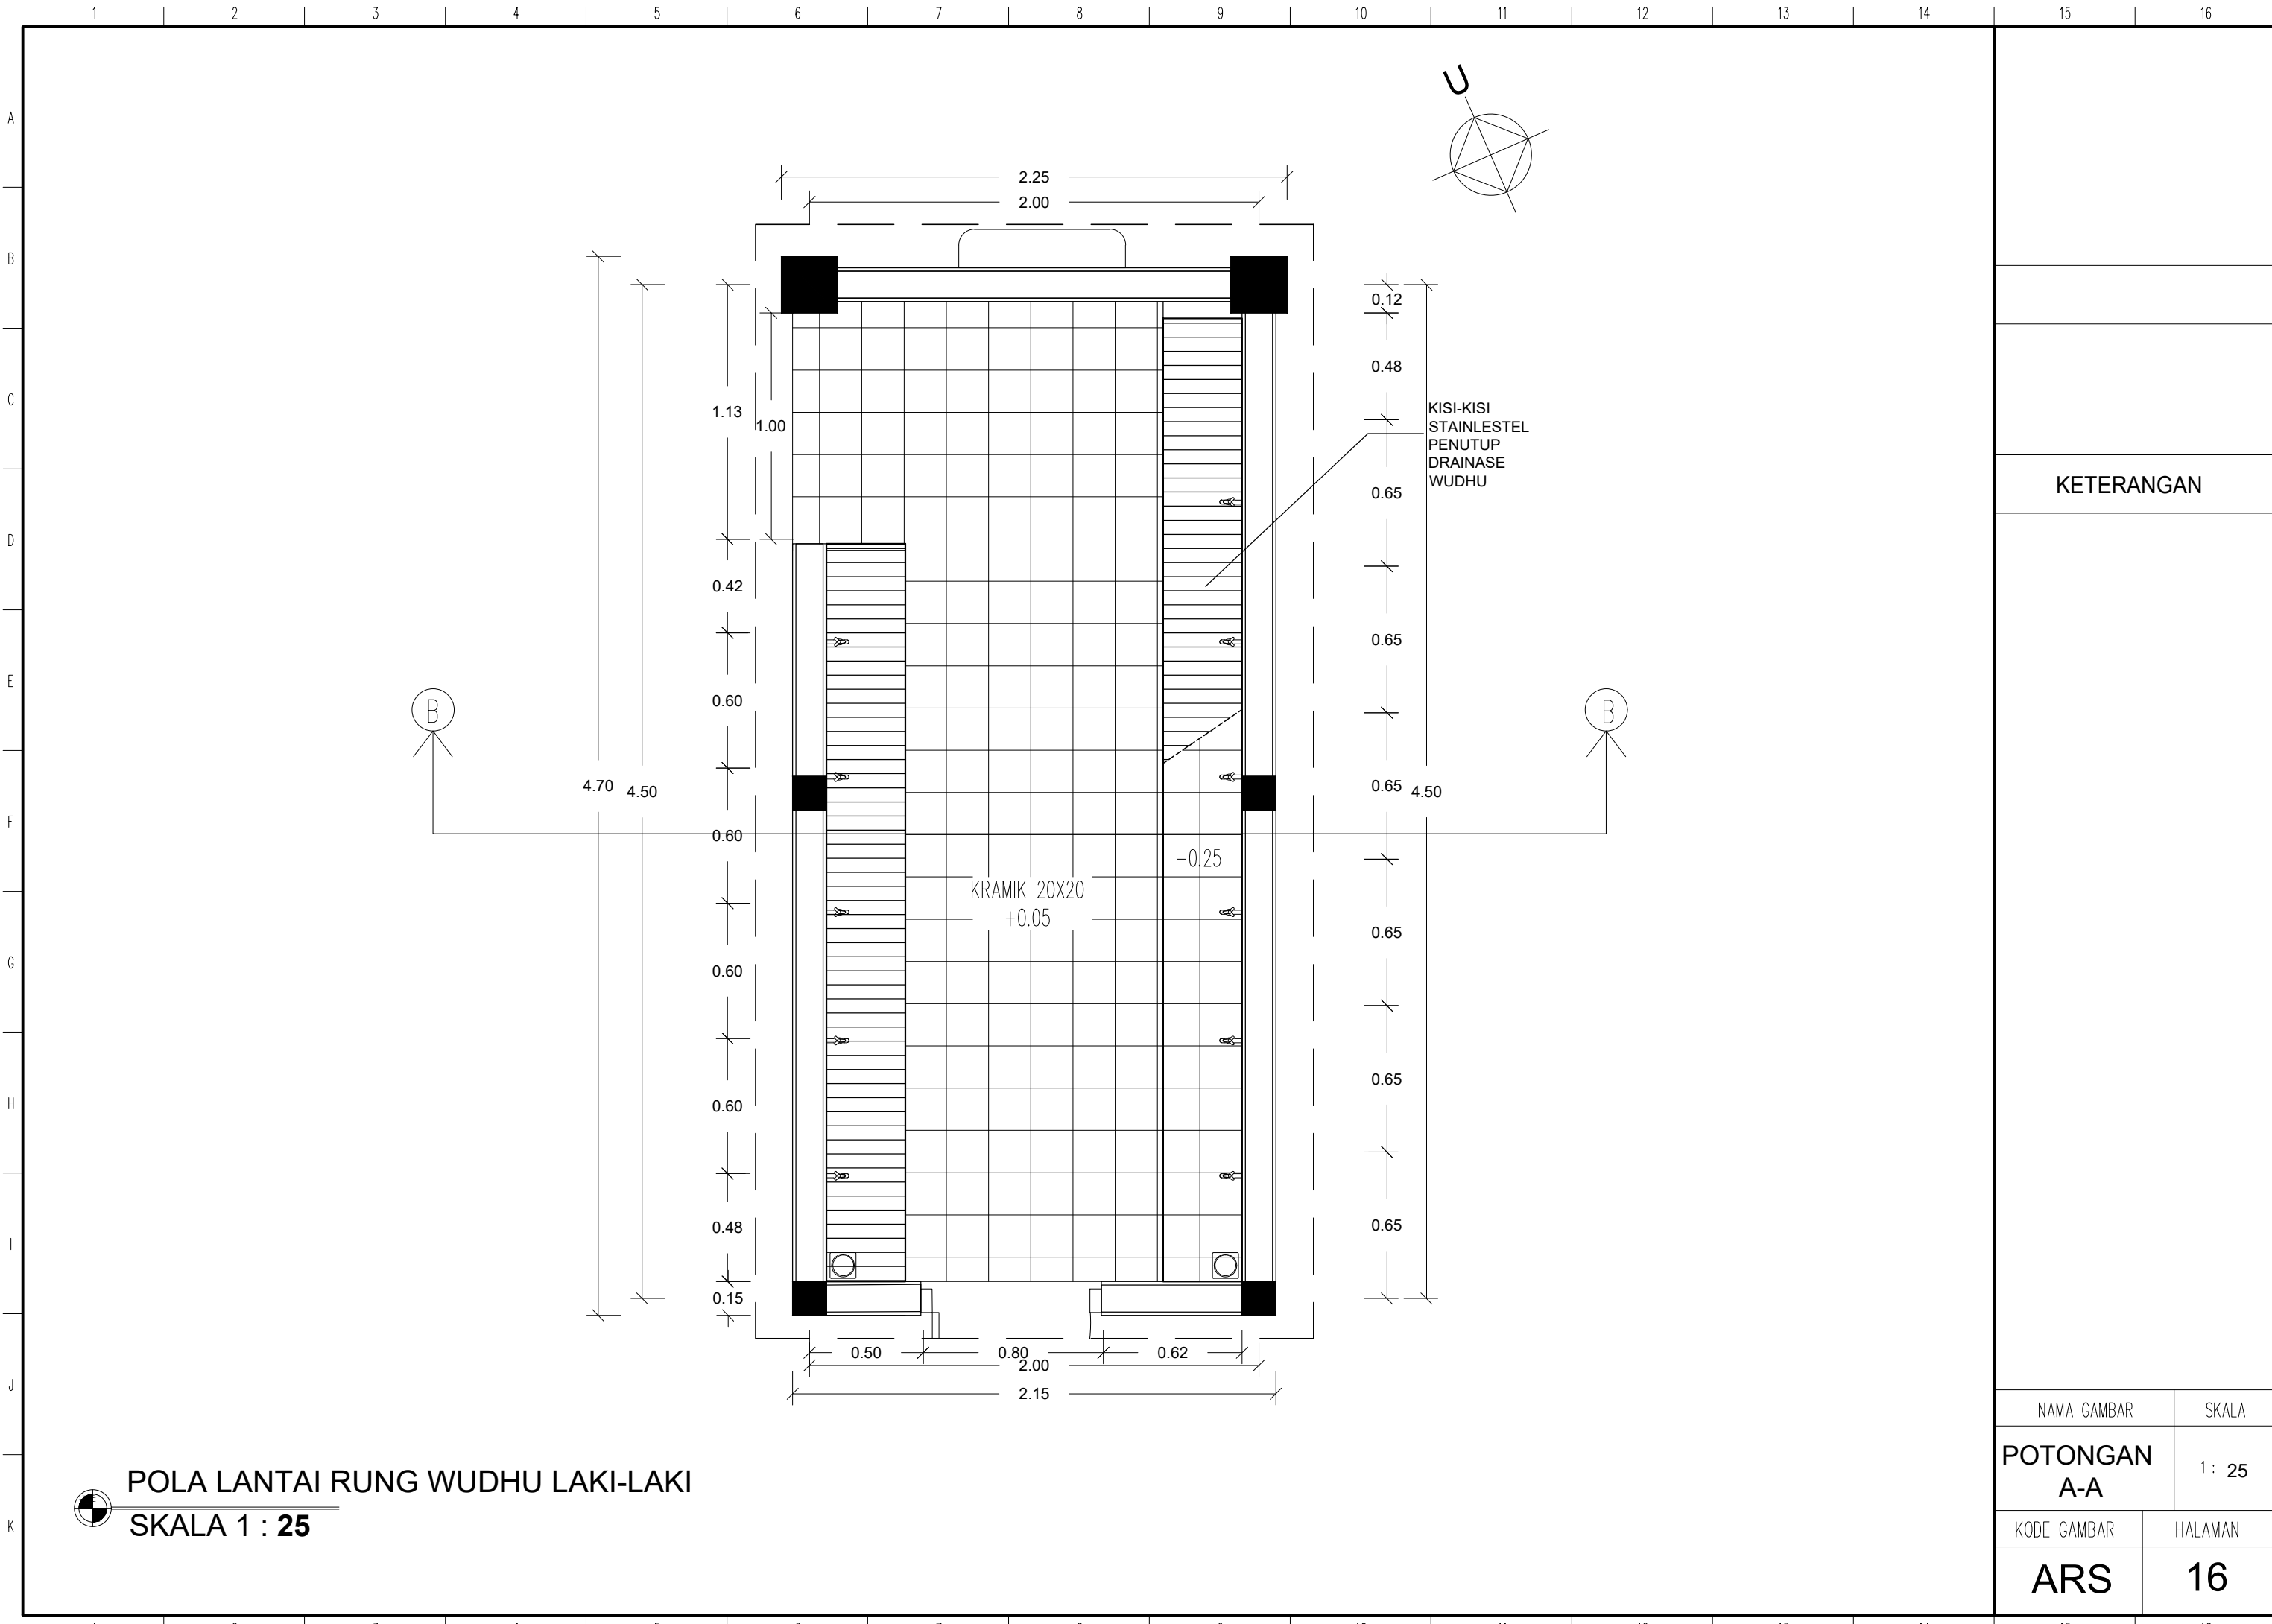 1 2 3 4 5 6 7 8 9 10 11 12 13 14 15 16
A
B
C
D
E
F
G
H
I
J
K
U
2.25
2.00
4.70
4.50
1.13
1.00
0.42
0.60
0.60
0.60
0.60
0.48
0.15
0.12
0.48
0.65
0.65
0.65
0.65
0.65
0.65
4.50
KISI-KISI
STAINLESTEL
PENUTUP
DRAINASE
WUDHU
B
B
-0.25
KRAMIK 20X20
+0.05
0.50
0.80
0.62
2.00
2.15
POLA LANTAI RUNG WUDHU LAKI-LAKI
SKALA 1 : 25
KETERANGAN
NAMA GAMBAR SKALA
POTONGAN
A-A
1 : 25
KODE GAMBAR HALAMAN
ARS 16